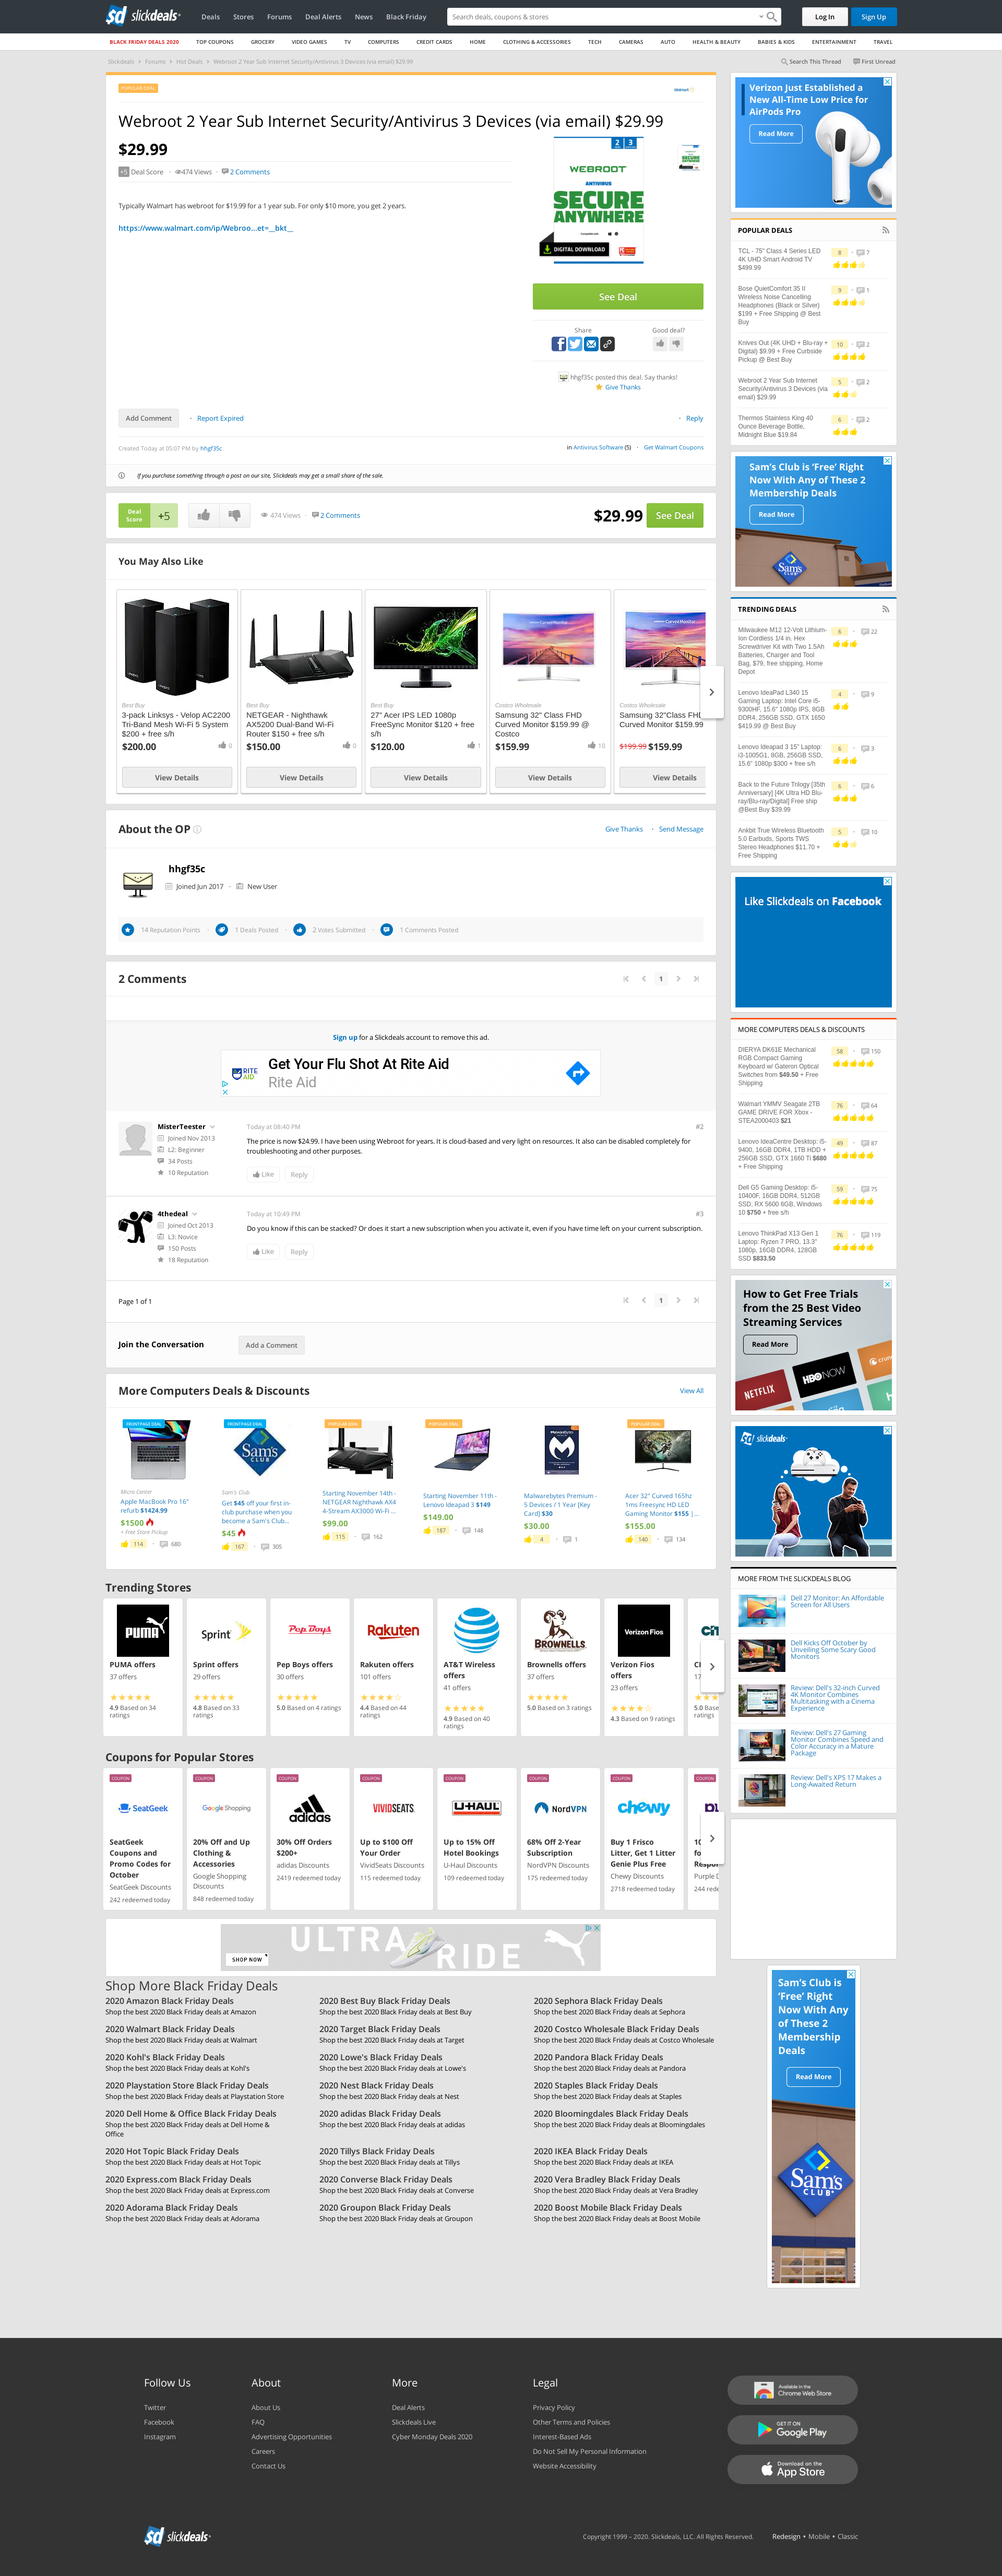 slickdeals
Deals
Stores
Forums
Deal Alerts
News
Black Friday
Search deals, coupons & stores
Log In
Sign Up
BLACK FRIDAY DEALS 2020
TOP COUPONS
GROCERY
VIDEO GAMES
TV
COMPUTERS
CREDIT CARDS
HOME
CLOTHING & ACCESSORIES
TECH
CAMERAS
AUTO
HEALTH & BEAUTY
BABIES & KIDS
ENTERTAINMENT
TRAVEL
Slickdeals > Forums > Hot Deals > Webroot 2 Year Sub Internet Security/Antivirus 3 Devices (via email) $29.99
Search This Thread
First Unread
POPULAR DEAL
Walmart
Webroot 2 Year Sub Internet Security/Antivirus 3 Devices (via email) $29.99
$29.99
+5 Deal Score
474 Views
2 Comments
Typically Walmart has webroot for $19.99 for a 1 year sub. For only $10 more, you get 2 years.
https://www.walmart.com/ip/Webroo...et=__bkt__
2 3
WEBROOT
ANTIVIRUS
SECURE
ANYWHERE
DIGITAL DOWNLOAD
See Deal
Share
Good deal?
hhgf35c posted this deal. Say thanks!
Give Thanks
Add Comment
Report Expired
Reply
Created Today at 05:07 PM by hhgf35c
in Antivirus Software (5)
Get Walmart Coupons
If you purchase something through a post on our site, Slickdeals may get a small share of the sale.
Deal Score
+5
474 Views
2 Comments
$29.99
See Deal
You May Also Like
Best Buy
3-pack Linksys - Velop AC2200 Tri-Band Mesh Wi-Fi 5 System $200 + free s/h
$200.00
0
View Details
Best Buy
NETGEAR - Nighthawk AX5200 Dual-Band Wi-Fi Router $150 + free s/h
$150.00
0
View Details
Best Buy
27" Acer IPS LED 1080p FreeSync Monitor $120 + free s/h
$120.00
1
View Details
Costco Wholesale
Samsung 32" Class FHD Curved Monitor $159.99 @ Costco
$159.99
10
View Details
Costco Wholesale
Samsung 32"Class FHD Curved Monitor $159.99
$199.99 $159.99
View Details
About the OP
Give Thanks
Send Message
hhgf35c
Joined Jun 2017
New User
14 Reputation Points
1 Deals Posted
2 Votes Submitted
1 Comments Posted
2 Comments
1
Sign up for a Slickdeals account to remove this ad.
RITE AID
Get Your Flu Shot At Rite Aid
Rite Aid
MisterTeester
Joined Nov 2013
L2: Beginner
34 Posts
10 Reputation
Today at 08:40 PM
#2
The price is now $24.99. I have been using Webroot for years. It is cloud-based and very light on resources. It also can be disabled completely for
troubleshooting and other purposes.
Like
Reply
4thedeal
Joined Oct 2013
L3: Novice
150 Posts
18 Reputation
Today at 10:49 PM
#3
Do you know if this can be stacked? Or does it start a new subscription when you activate it, even if you have time left on your current subscription.
Like
Reply
Page 1 of 1
1
Join the Conversation
Add a Comment
More Computers Deals & Discounts
View All
FRONTPAGE DEAL
Micro Center
Apple MacBook Pro 16" refurb $1424.99
$1500
+ Free Store Pickup
114
680
FRONTPAGE DEAL
Sam's Club
Get $45 off your first in-club purchase when you become a Sam's Club...
$45
167
305
POPULAR DEAL
Starting November 14th - NETGEAR Nighthawk AX4 4-Stream AX3000 Wi-Fi ...
$99.00
115
162
POPULAR DEAL
Starting November 11th - Lenovo Ideapad 3 $149
$149.00
187
148
Malwarebytes Premium - 5 Devices / 1 Year [Key Card] $30
$30.00
4
1
POPULAR DEAL
Acer 32" Curved 165hz 1ms Freesync HD LED Gaming Monitor $155 |...
$155.00
140
134
Trending Stores
PUMA offers
37 offers
4.9 Based on 34 ratings
Sprint offers
29 offers
4.8 Based on 33 ratings
Pep Boys offers
30 offers
5.0 Based on 4 ratings
Rakuten offers
101 offers
4.4 Based on 44 ratings
AT&T Wireless offers
41 offers
4.9 Based on 40 ratings
Brownells offers
37 offers
5.0 Based on 3 ratings
Verizon Fios offers
23 offers
4.3 Based on 9 ratings
Coupons for Popular Stores
COUPON
SeatGeek Coupons and Promo Codes for October
SeatGeek Discounts
242 redeemed today
COUPON
20% Off and Up Clothing & Accessories
Google Shopping Discounts
848 redeemed today
COUPON
30% Off Orders $200+
adidas Discounts
2419 redeemed today
COUPON
Up to $100 Off Your Order
VividSeats Discounts
115 redeemed today
COUPON
Up to 15% Off Hotel Bookings
U-Haul Discounts
109 redeemed today
COUPON
68% Off 2-Year Subscription
NordVPN Discounts
175 redeemed today
COUPON
Buy 1 Frisco Litter, Get 1 Litter Genie Plus Free
Chewy Discounts
2718 redeemed today
COUPON
SHOP NOW
ULTRA RIDE
Shop More Black Friday Deals
2020 Amazon Black Friday Deals
Shop the best 2020 Black Friday deals at Amazon
2020 Best Buy Black Friday Deals
Shop the best 2020 Black Friday deals at Best Buy
2020 Sephora Black Friday Deals
Shop the best 2020 Black Friday deals at Sephora
2020 Walmart Black Friday Deals
Shop the best 2020 Black Friday deals at Walmart
2020 Target Black Friday Deals
Shop the best 2020 Black Friday deals at Target
2020 Costco Wholesale Black Friday Deals
Shop the best 2020 Black Friday deals at Costco Wholesale
2020 Kohl's Black Friday Deals
Shop the best 2020 Black Friday deals at Kohl's
2020 Lowe's Black Friday Deals
Shop the best 2020 Black Friday deals at Lowe's
2020 Pandora Black Friday Deals
Shop the best 2020 Black Friday deals at Pandora
2020 Playstation Store Black Friday Deals
Shop the best 2020 Black Friday deals at Playstation Store
2020 Nest Black Friday Deals
Shop the best 2020 Black Friday deals at Nest
2020 Staples Black Friday Deals
Shop the best 2020 Black Friday deals at Staples
2020 Dell Home & Office Black Friday Deals
Shop the best 2020 Black Friday deals at Dell Home & Office
2020 adidas Black Friday Deals
Shop the best 2020 Black Friday deals at adidas
2020 Bloomingdales Black Friday Deals
Shop the best 2020 Black Friday deals at Bloomingdales
2020 Hot Topic Black Friday Deals
Shop the best 2020 Black Friday deals at Hot Topic
2020 Tillys Black Friday Deals
Shop the best 2020 Black Friday deals at Tillys
2020 IKEA Black Friday Deals
Shop the best 2020 Black Friday deals at IKEA
2020 Express.com Black Friday Deals
Shop the best 2020 Black Friday deals at Express.com
2020 Converse Black Friday Deals
Shop the best 2020 Black Friday deals at Converse
2020 Vera Bradley Black Friday Deals
Shop the best 2020 Black Friday deals at Vera Bradley
2020 Adorama Black Friday Deals
Shop the best 2020 Black Friday deals at Adorama
2020 Groupon Black Friday Deals
Shop the best 2020 Black Friday deals at Groupon
2020 Boost Mobile Black Friday Deals
Shop the best 2020 Black Friday deals at Boost Mobile
Verizon Just Established a
New All-Time Low Price for
AirPods Pro
Read More
POPULAR DEALS
TCL - 75" Class 4 Series LED 4K UHD Smart Android TV $499.99
8
7
Bose QuietComfort 35 II Wireless Noise Cancelling Headphones (Black or Silver) $199 + Free Shipping @ Best Buy
9
1
Knives Out (4K UHD + Blu-ray + Digital) $9.99 + Free Curbside Pickup @ Best Buy
10
2
Webroot 2 Year Sub Internet Security/Antivirus 3 Devices (via email) $29.99
5
2
Thermos Stainless King 40 Ounce Beverage Bottle, Midnight Blue $19.84
6
2
Sam's Club is 'Free' Right
Now With Any of These 2
Membership Deals
Read More
TRENDING DEALS
Milwaukee M12 12-Volt Lithium-Ion Cordless 1/4 in. Hex Screwdriver Kit with Two 1.5Ah Batteries, Charger and Tool Bag, $79, free shipping, Home Depot
6
22
Lenovo IdeaPad L340 15 Gaming Laptop: Intel Core i5-9300HF, 15.6" 1080p IPS, 8GB DDR4, 256GB SSD, GTX 1650 $419.99 @ Best Buy
4
9
Lenovo Ideapad 3 15" Laptop: i3-1005G1, 8GB, 256GB SSD, 15.6" 1080p $300 + free s/h
6
3
Back to the Future Trilogy [35th Anniversary] [4K Ultra HD Blu-ray/Blu-ray/Digital] Free ship @Best Buy $39.99
6
6
Ankbit True Wireless Bluetooth 5.0 Earbuds, Sports TWS Stereo Headphones $11.70 + Free Shipping
5
10
Like Slickdeals on Facebook
MORE COMPUTERS DEALS & DISCOUNTS
DIERYA DK61E Mechanical RGB Compact Gaming Keyboard w/ Gateron Optical Switches from $49.50 + Free Shipping
58
150
Walmart YMMV Seagate 2TB GAME DRIVE FOR Xbox - STEA2000403 $21
76
64
Lenovo IdeaCentre Desktop: i5-9400, 16GB DDR4, 1TB HDD + 256GB SSD, GTX 1660 Ti $680 + Free Shipping
49
87
Dell G5 Gaming Desktop: i5-10400F, 16GB DDR4, 512GB SSD, RX 5600 6GB, Windows 10 $750 + free s/h
59
75
Lenovo ThinkPad X13 Gen 1 Laptop: Ryzen 7 PRO, 13.3" 1080p, 16GB DDR4, 128GB SSD $833.50
76
119
How to Get Free Trials
from the 25 Best Video
Streaming Services
Read More
NETFLIX
HBO NOW
slickdeals
MORE FROM THE SLICKDEALS BLOG
Dell 27 Monitor: An Affordable Screen for All Users
Dell Kicks Off October by Unveiling Some Scary Good Monitors
Review: Dell's 32-inch Curved 4K Monitor Combines Multitasking with a Cinema Experience
Review: Dell's 27 Gaming Monitor Combines Speed and Color Accuracy in a Mature Package
Review: Dell's XPS 17 Makes a Long-Awaited Return
Sam's Club is
'Free' Right
Now With Any
of These 2
Membership
Deals
Read More
Sam's CLUB
Follow Us
Twitter
Facebook
Instagram
About
About Us
FAQ
Advertising Opportunities
Careers
Contact Us
More
Deal Alerts
Slickdeals Live
Cyber Monday Deals 2020
Legal
Privacy Policy
Other Terms and Policies
Interest-Based Ads
Do Not Sell My Personal Information
Website Accessibility
Available in the Chrome Web Store
GET IT ON Google Play
Download on the App Store
slickdeals
Copyright 1999 – 2020. Slickdeals, LLC. All Rights Reserved.
Redesign • Mobile • Classic